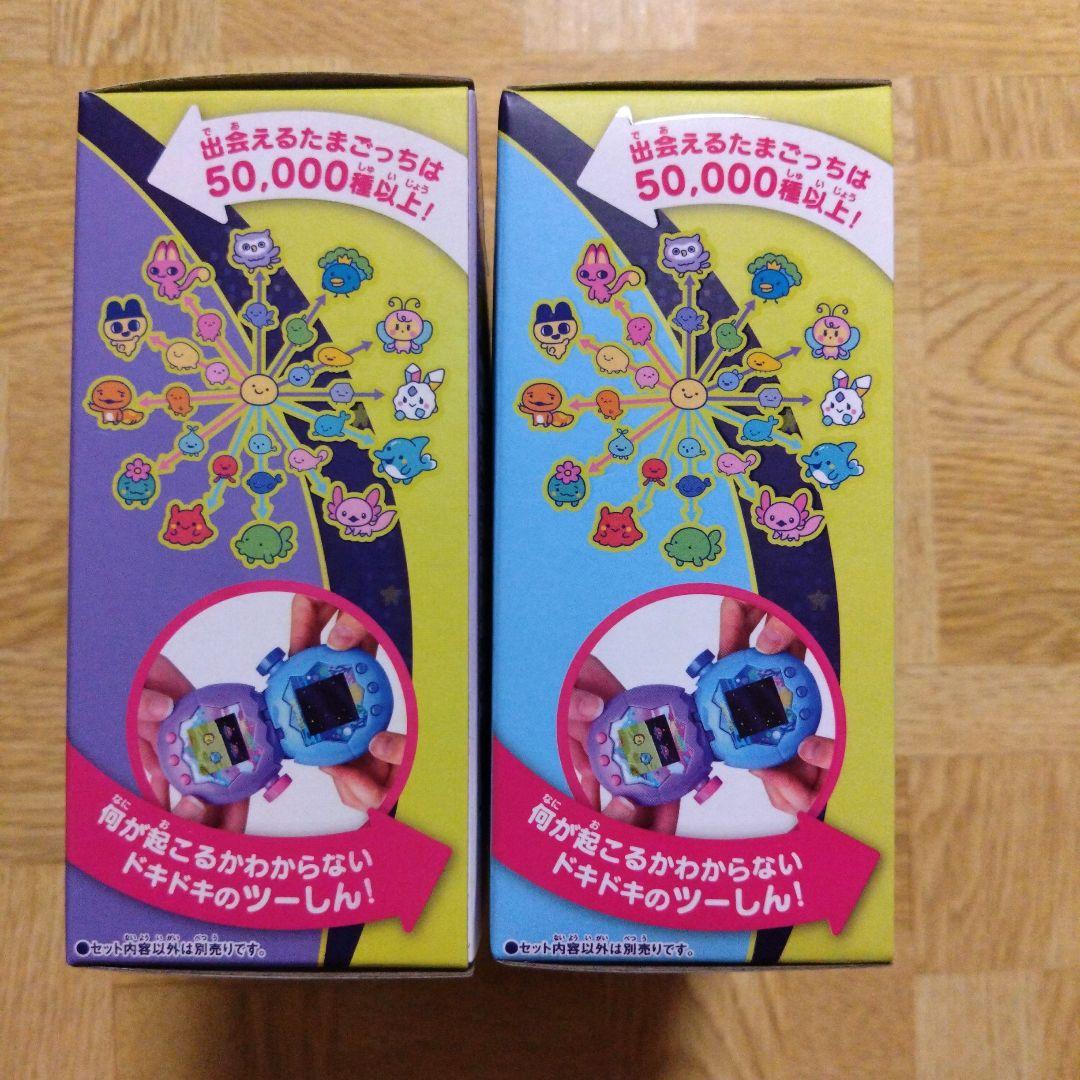 出会えるたまごっちは
50,000種以上!
何が起こるかわからない
ドキドキのツーしん!
●セット内容以外は別売りです。
出会えるたまごっちは
50,000種以上!
何が起こるかわからない
ドキドキのツーしん!
●セット内容以外は別売りです。